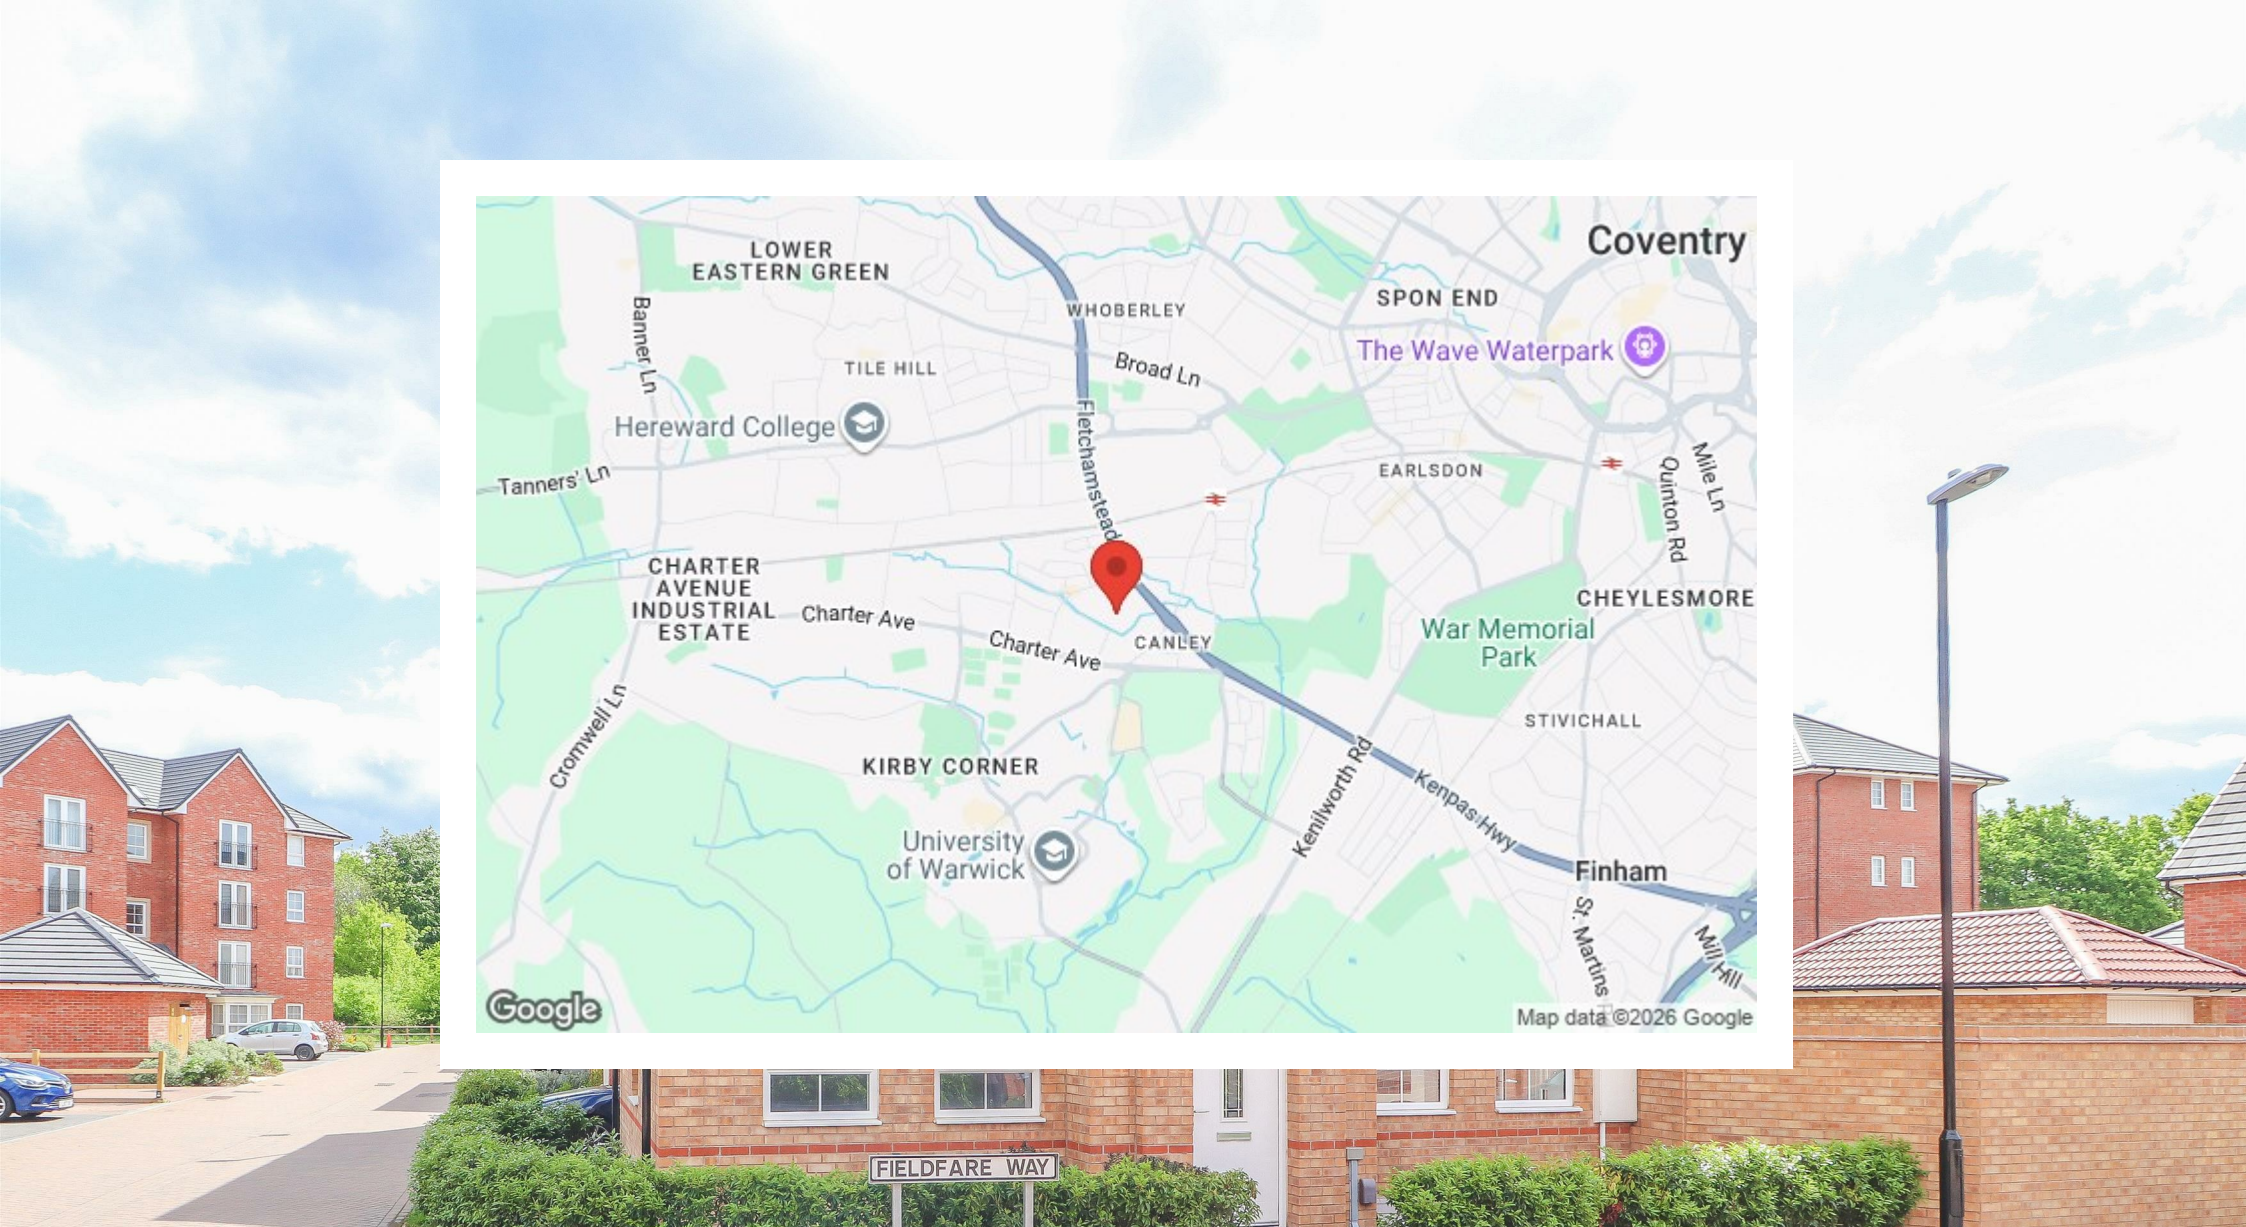 Coventry
LOWER
EASTERN GREEN
SPON END
WHOBERLEY
Banner Ln
The Wave Waterpark
TILE HILL
Broad Ln
Hereward College
Fletchamstead
Tanners' Ln
EARLSDON
Mile Ln
Quinton Rd
CHARTER
AVENUE
INDUSTRIAL
ESTATE
Charter Ave
CHEYLESMORE
War Memorial
Park
Charter Ave
CANLEY
STIVICHALL
Cromwell Ln
KIRBY CORNER
Kenilworth Rd
Kenpas Hwy
University
of Warwick
Finham
St. Martins
Mill Hill
Google
Map data ©2026 Google
FIELDFARE WAY